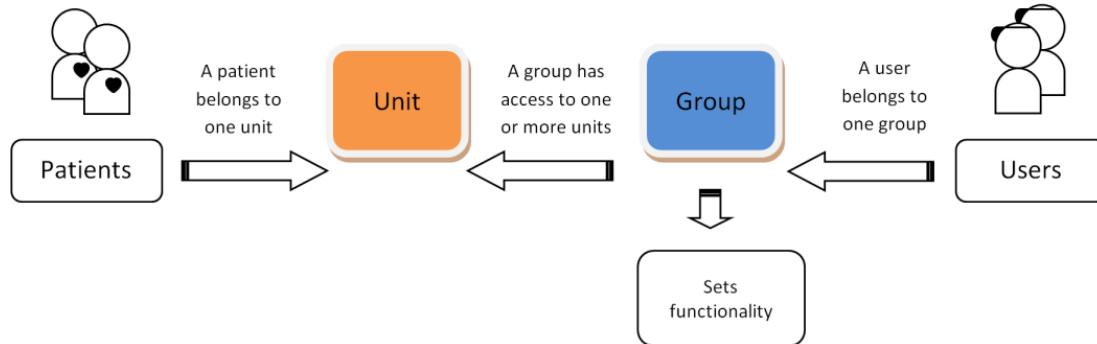 A patient
belongs to
one unit
Unit
A group has
access to one
or more units
Group
A user
belongs to
one group
Patients
Users
Sets
functionality